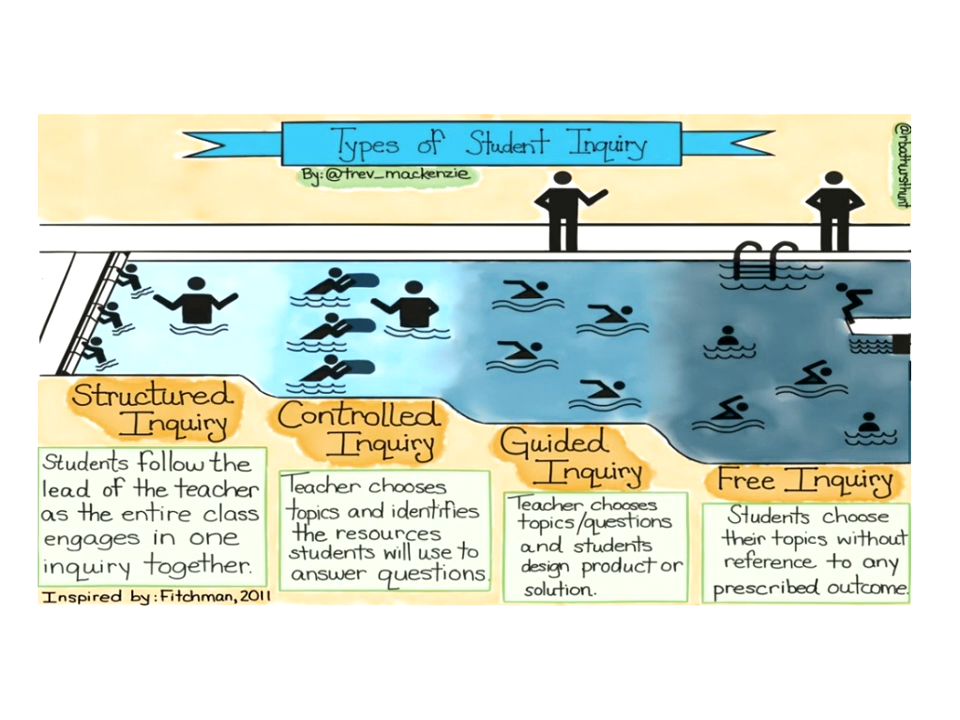 Types of Student Inquiry
By: @trev_mackenzie
@rbathursthunt
Structured
Inquiry
Students follow the
lead of the teacher
as the entire class
engages in one
inquiry together.
Inspired by: Fitchman, 2011
Controlled
Inquiry
Teacher chooses
topics and identifies
the resources
students will use to
answer questions.
Guided
Inquiry
Teacher chooses
topics/questions
and students
design product or
solution.
Free Inquiry
Students choose
their topics without
reference to any
prescribed outcome.